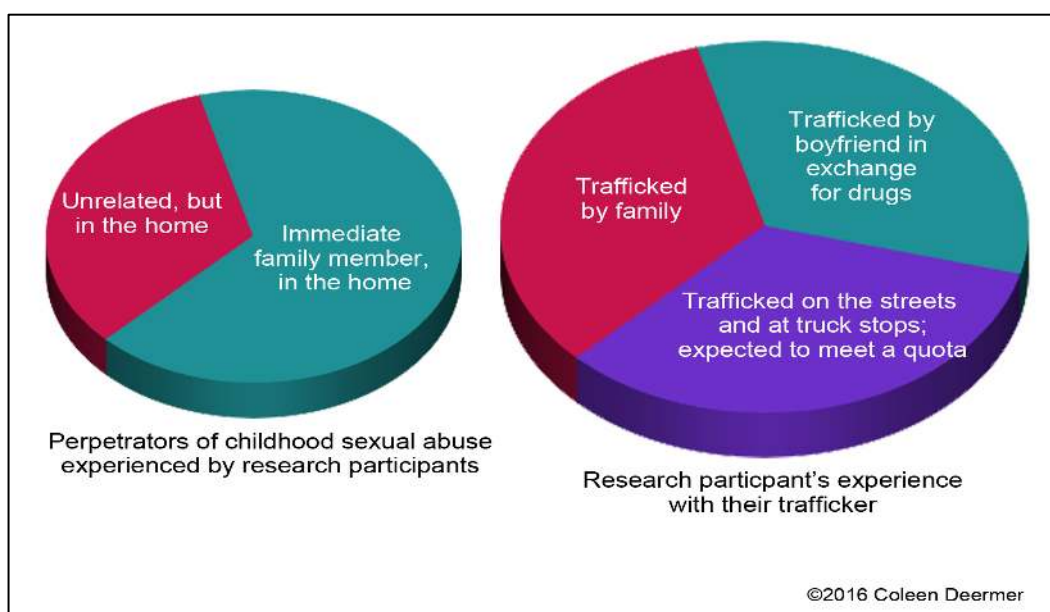 Unrelated, but
in the home
Immediate
family member,
in the home
Perpetrators of childhood sexual abuse
experienced by research participants
Trafficked
by family
Trafficked by
boyfriend in
exchange
for drugs
Trafficked on the streets
and at truck stops;
expected to meet a quota
Research particpant’s experience
with their trafficker
©2016 Coleen Deermer